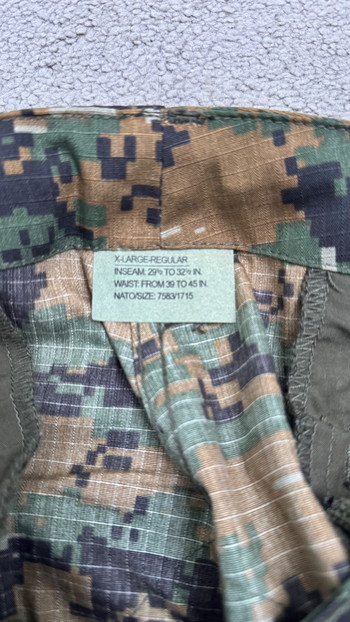 X-LARGE-REGULAR
INSEAM: 29½ TO 32½ IN.
WAIST: FROM 39 TO 45 IN.
NATO/SIZE: 7583/1715